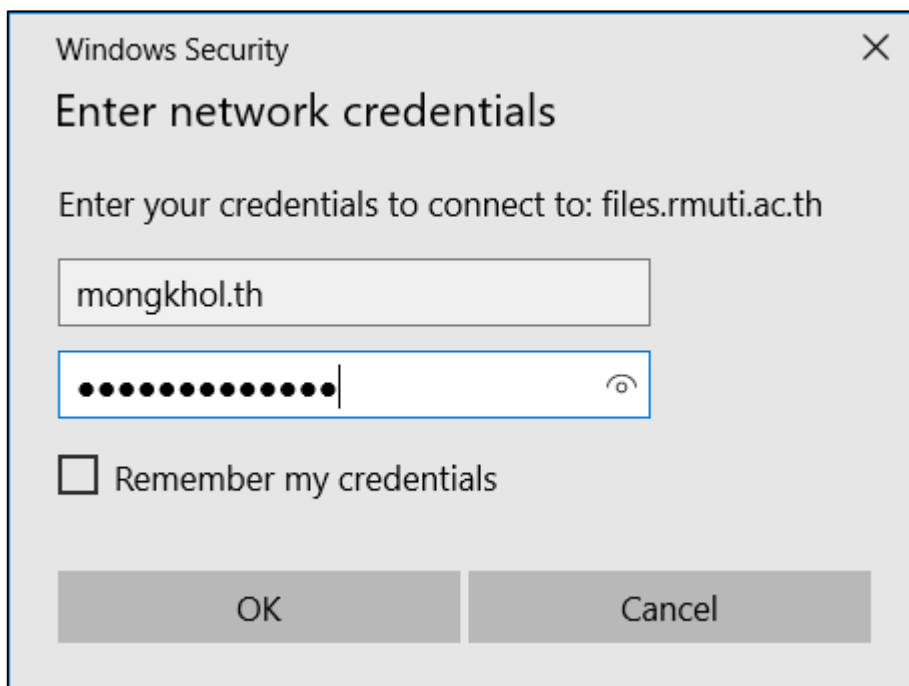 Windows Security
Enter network credentials
Enter your credentials to connect to: files.rmuti.ac.th
mongkhol.th
●●●●●●●●●●●●●
Remember my credentials
OK Cancel